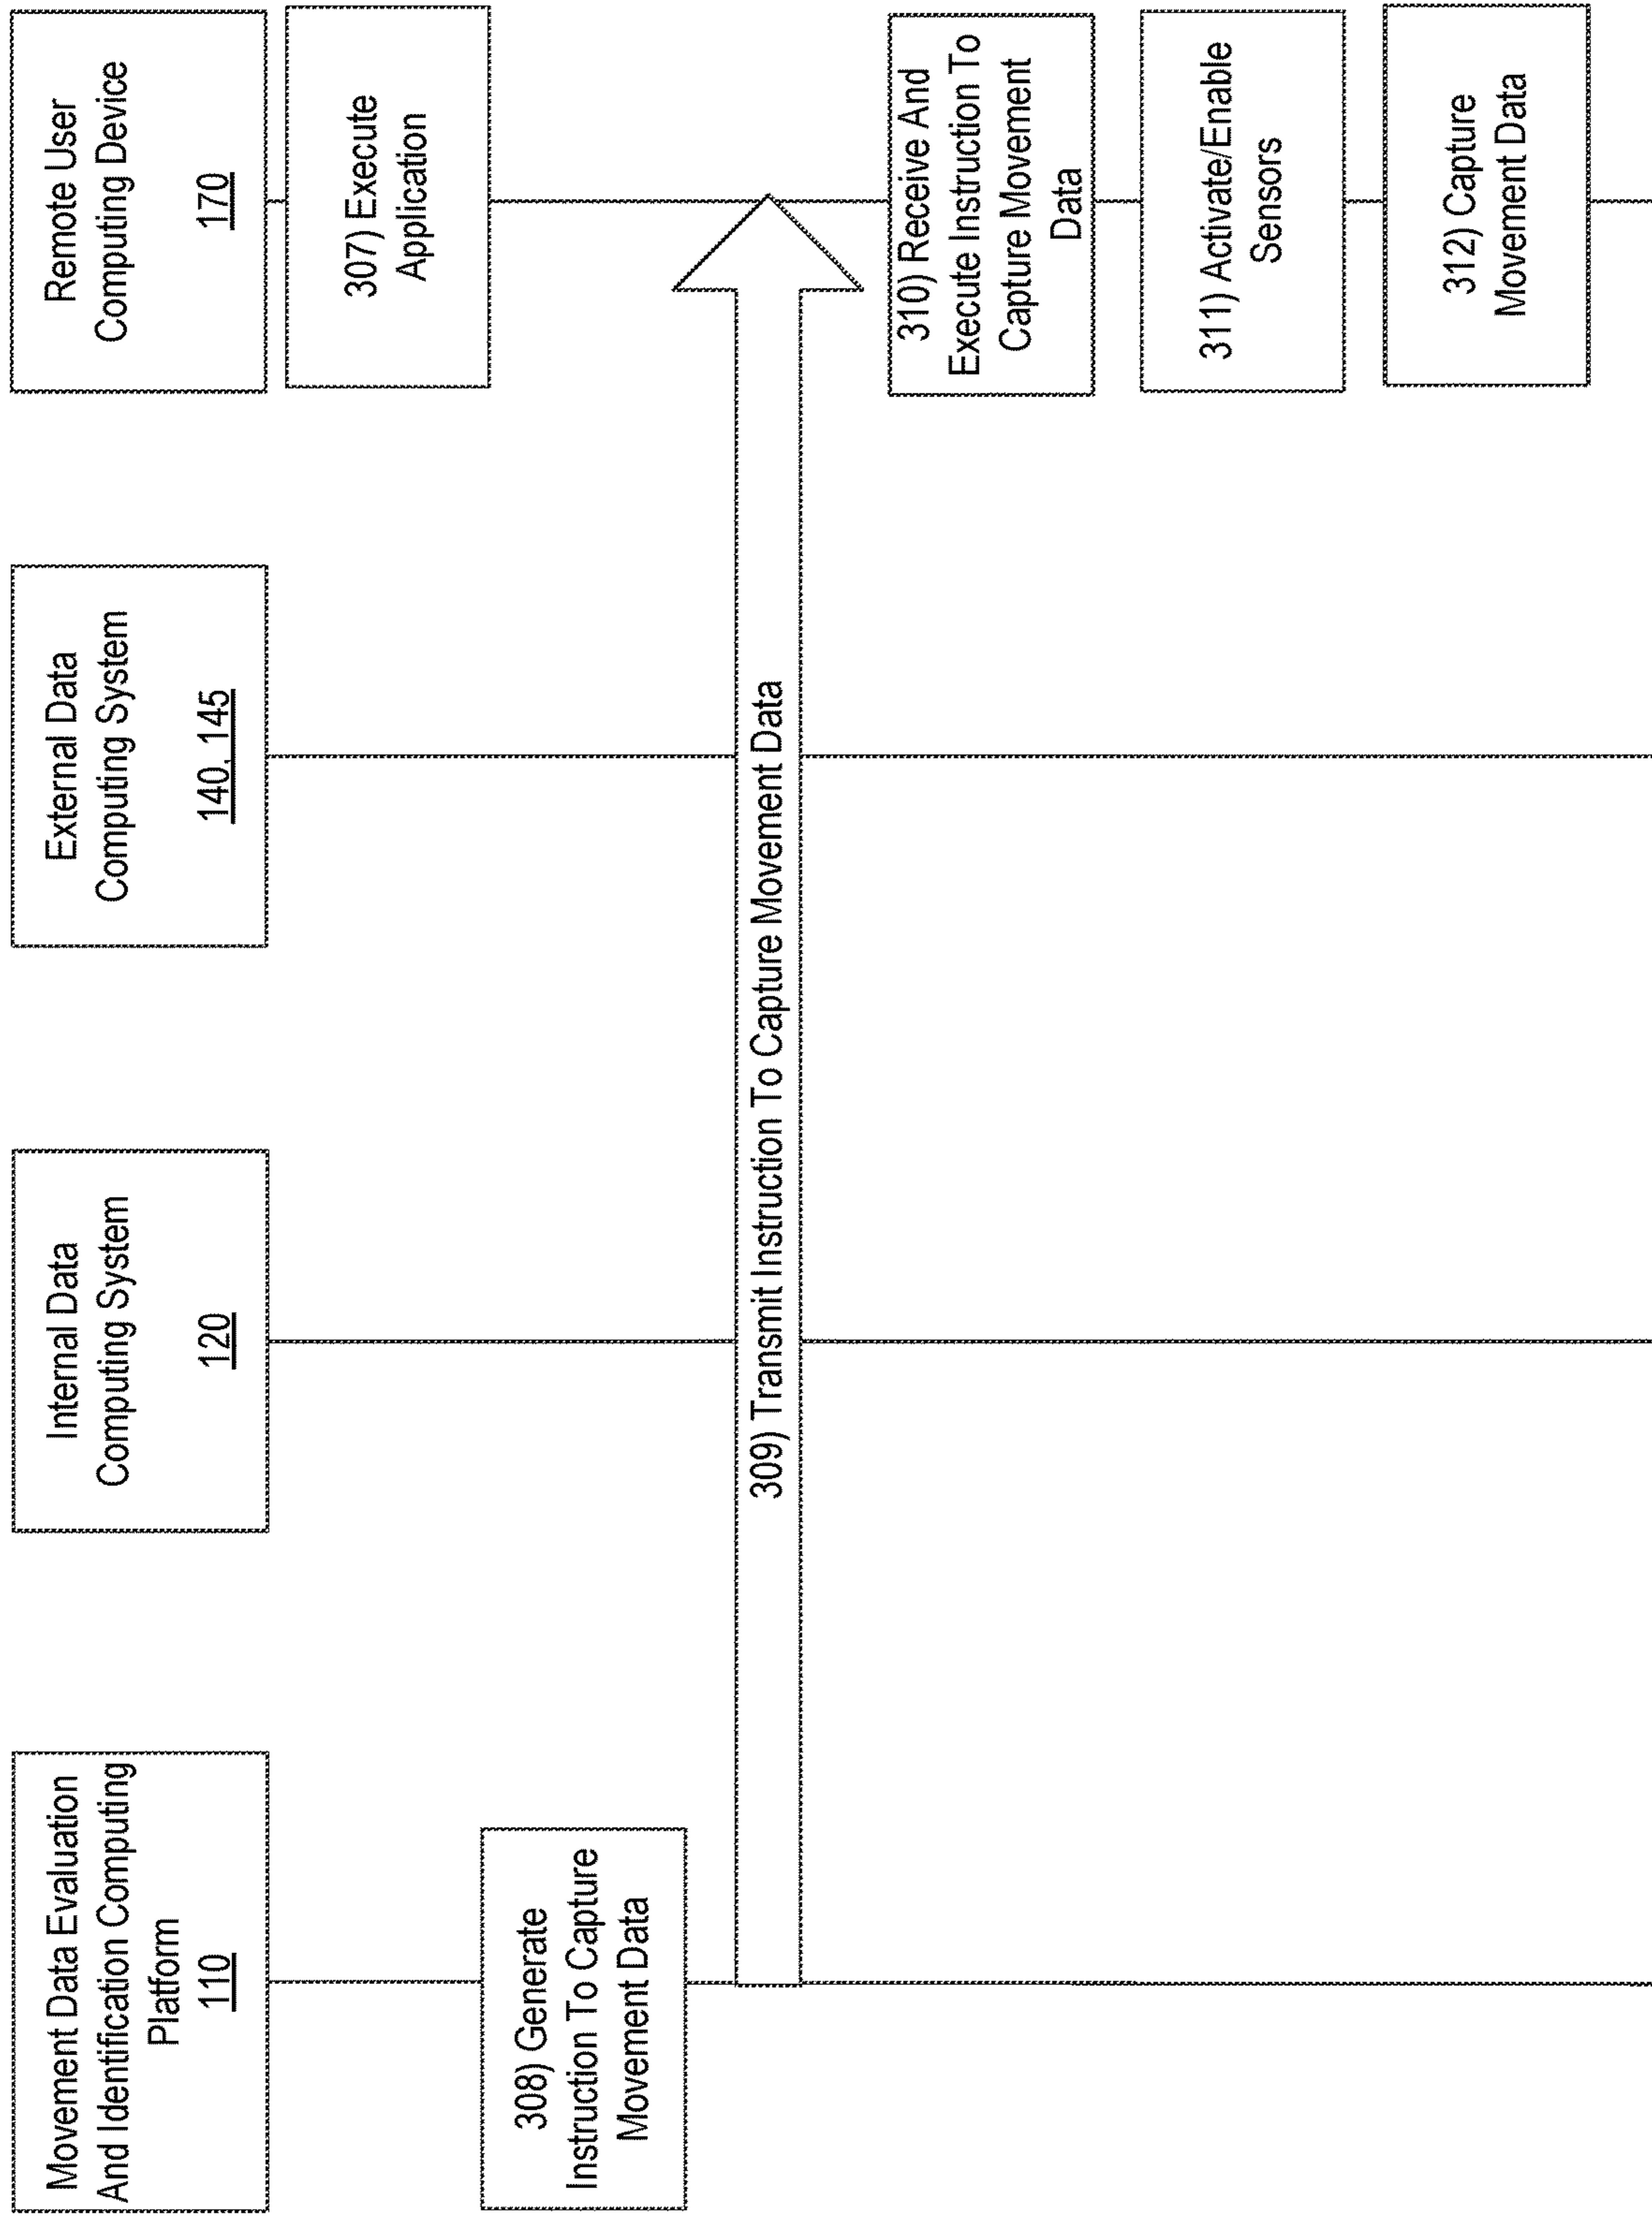 Movement Data Evaluation
And Identification Computing
Platform
110
Internal Data
Computing System
120
External Data
Computing System
140, 145
Remote User
Computing Device
170
307) Execute
Application
308) Generate
Instruction To Capture
Movement Data
309) Transmit Instruction To Capture Movement Data
310) Receive And
Execute Instruction To
Capture Movement
Data
311) Activate/Enable
Sensors
312) Capture
Movement Data